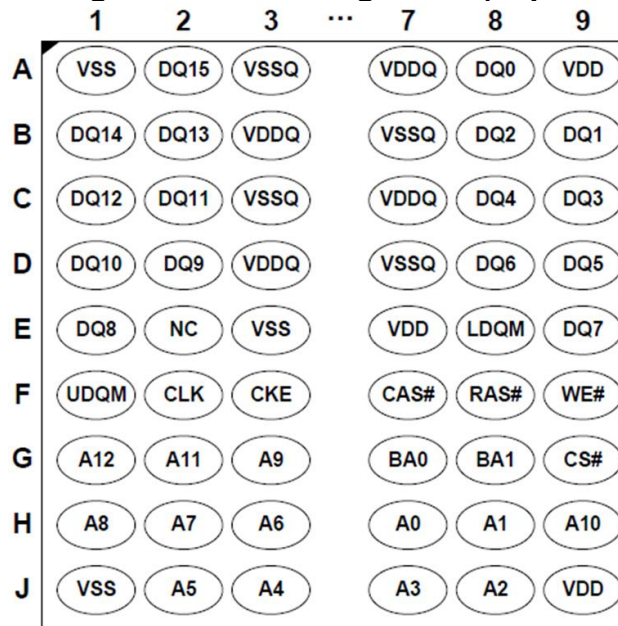 1 2 3 ... 7 8 9
A VSS DQ15 VSSQ VDDQ DQ0 VDD
B DQ14 DQ13 VDDQ VSSQ DQ2 DQ1
C DQ12 DQ11 VSSQ VDDQ DQ4 DQ3
D DQ10 DQ9 VDDQ VSSQ DQ6 DQ5
E DQ8 NC VSS VDD LDQM DQ7
F UDQM CLK CKE CAS# RAS# WE#
G A12 A11 A9 BA0 BA1 CS#
H A8 A7 A6 A0 A1 A10
J VSS A5 A4 A3 A2 VDD